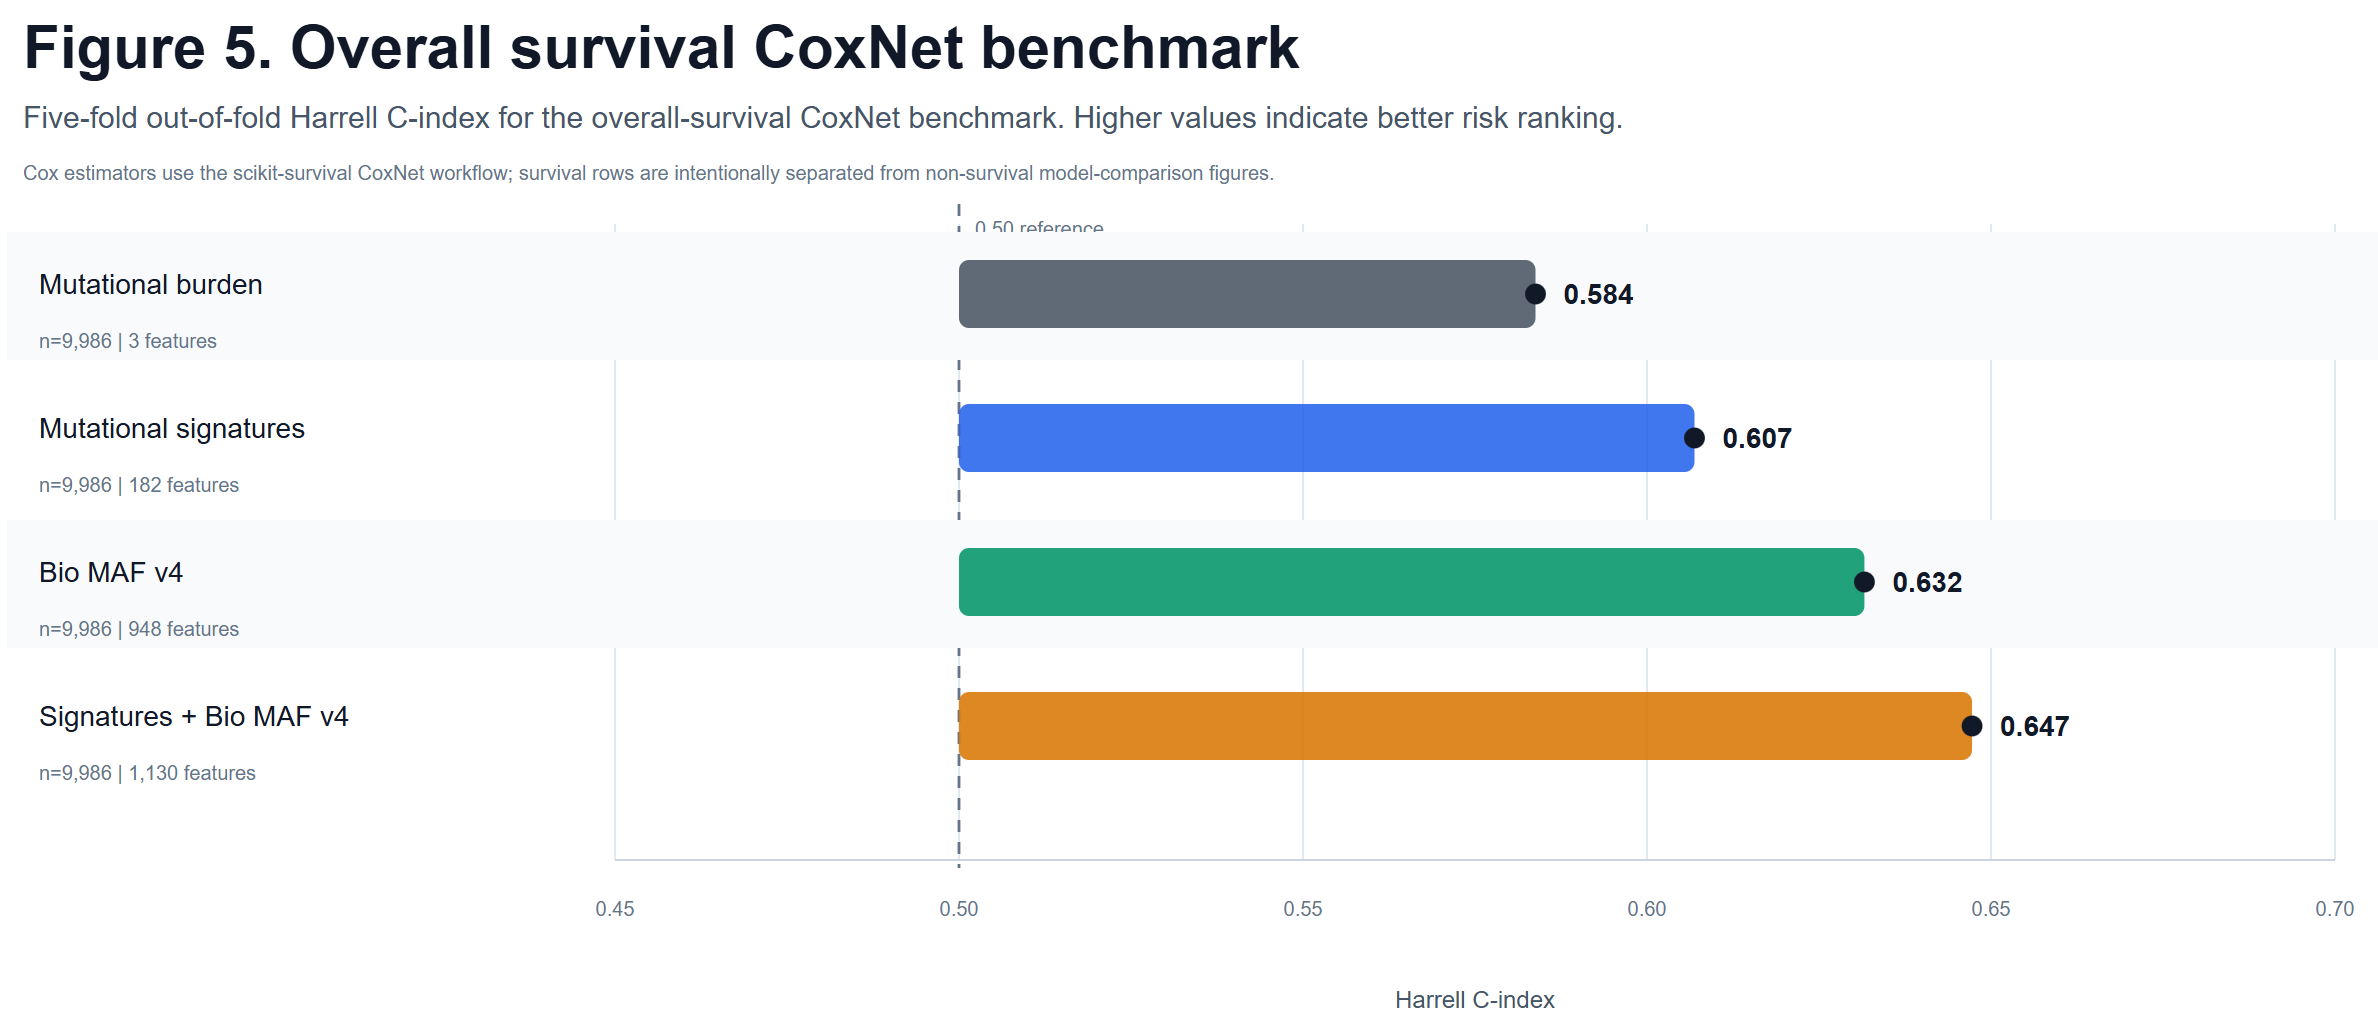 Figure 5. Overall survival CoxNet benchmark
Five-fold out-of-fold Harrell C-index for the overall-survival CoxNet benchmark. Higher values indicate better risk ranking.
Cox estimators use the scikit-survival CoxNet workflow; survival rows are intentionally separated from non-survival model-comparison figures.
0.50 reference
Mutational burden
0.584
n=9,986 | 3 features
Mutational signatures
0.607
n=9,986 | 182 features
Bio MAF v4
0.632
n=9,986 | 948 features
Signatures + Bio MAF v4
0.647
n=9,986 | 1,130 features
0.45 0.50 0.55 0.60 0.65 0.70
Harrell C-index